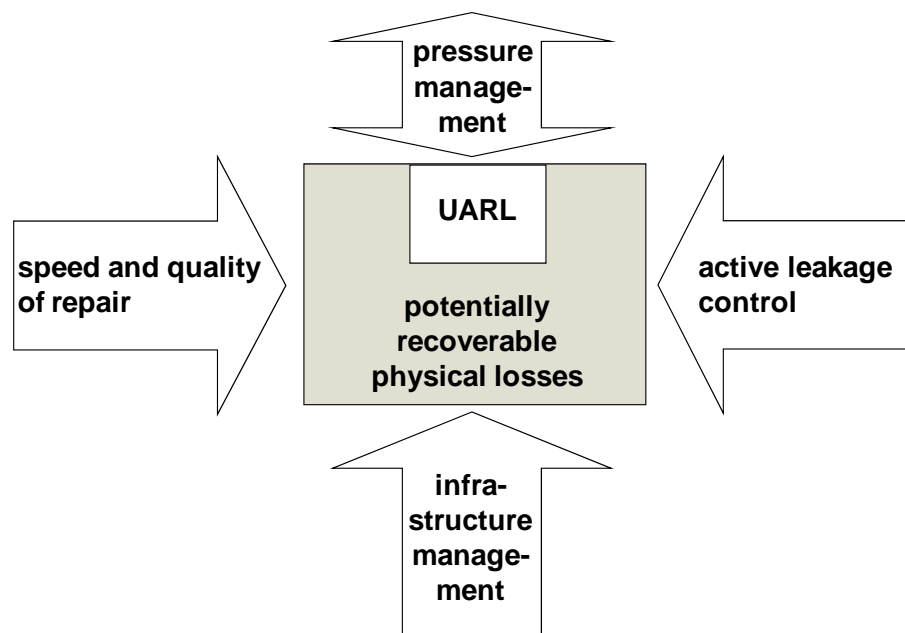 pressure
manage-
ment
UARL
speed and quality
of repair
active leakage
control
potentially
recoverable
physical losses
infra-
structure
manage-
ment